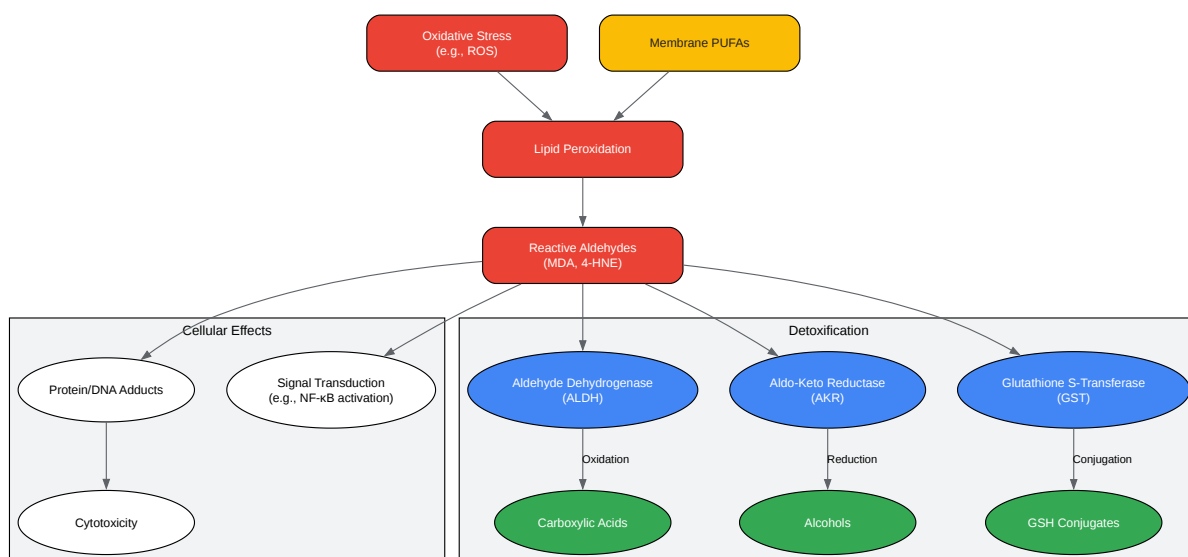 Oxidative Stress
(e.g., ROS)
Membrane PUFAs
Lipid Peroxidation
Reactive Aldehydes
(MDA, 4-HNE)
Cellular Effects
Detoxification
Protein/DNA Adducts
Signal Transduction
(e.g., NF-κB activation)
Aldehyde Dehydrogenase
(ALDH)
Aldo-Keto Reductase
(AKR)
Glutathione S-Transferase
(GST)
Oxidation
Reduction
Conjugation
Cytotoxicity
Carboxylic Acids
Alcohols
GSH Conjugates